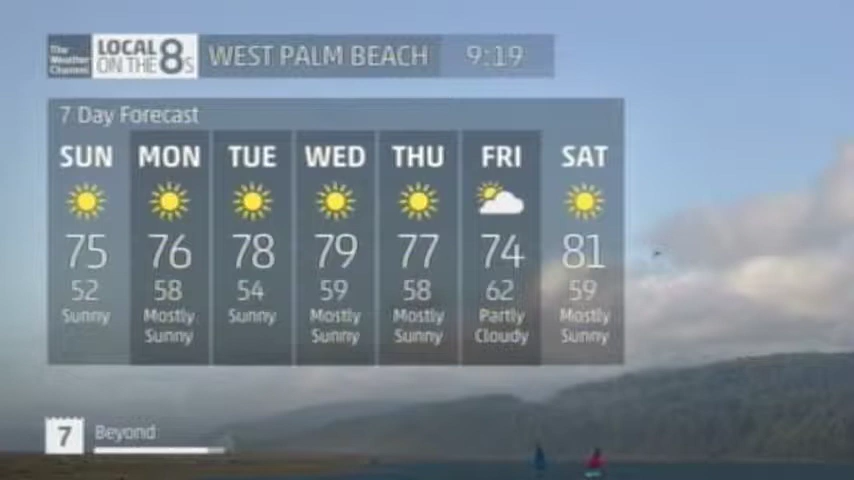 The Weather Channel
LOCAL ON THE 8s
WEST PALM BEACH
9:19
7 Day Forecast
SUN MON TUE WED THU FRI SAT
75 76 78 79 77 74 81
52 58 54 59 58 62 59
Sunny Mostly Sunny Mostly Mostly Partly Mostly
Sunny Sunny Sunny Cloudy Sunny
7 Beyond